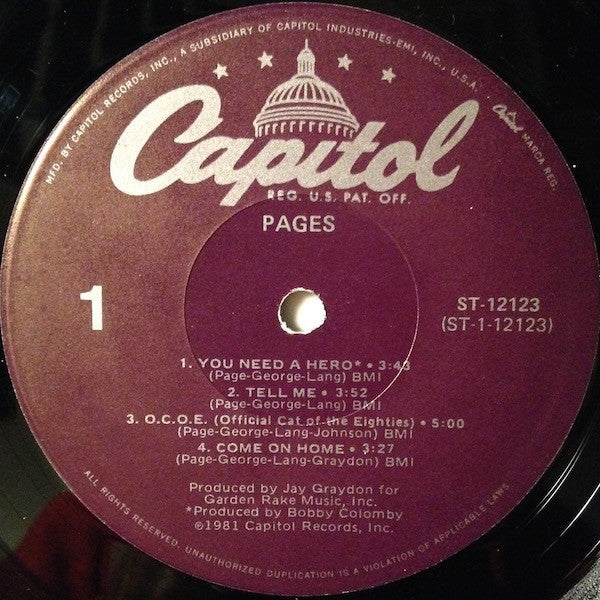 MFD. BY CAPITOL RECORDS, INC., A SUBSIDIARY OF CAPITOL INDUSTRIES-EMI, INC., U.S.A.
Capitol MARCA REG.
Capitol
REG. U.S. PAT. OFF.
PAGES
1
ST-12123
(ST-1-12123)
1. YOU NEED A HERO* • 3:43
(Page-George-Lang) BMI
2. TELL ME • 3:52
(Page-George-Lang) BMI
3. O.C.O.E. (Official Cat of the Eighties) • 5:00
(Page-George-Lang-Johnson) BMI
4. COME ON HOME • 3:27
(Page-George-Lang-Graydon) BMI
Produced by Jay Graydon for
Garden Rake Music, Inc.
*Produced by Bobby Colomby
℗1981 Capitol Records, Inc.
ALL RIGHTS RESERVED. UNAUTHORIZED DUPLICATION IS A VIOLATION OF APPLICABLE LAWS